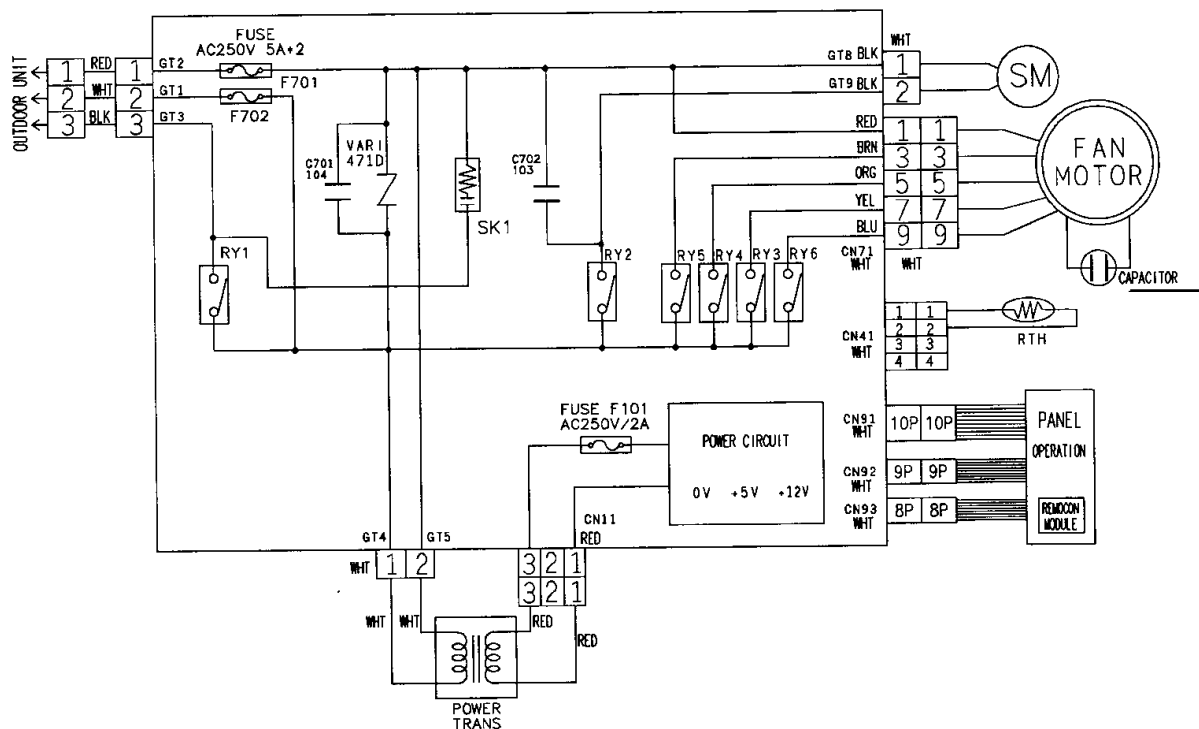 OUTDOOR UNIT
1 RED 1 GT2
2 WHT 2 GT1
3 BLK 3 GT3
FUSE
AC250V 5A×2
F701
F702
C701
104
VAR1
471D
SK1
C702
103
RY1
RY2
RY5
RY4
RY3
RY6
WHT
GT8 BLK 1
GT9 BLK 2
SM
RED 1 1
BRN 3 3
ORG 5 5
YEL 7 7
BLU 9 9
CN71
WHT
WHT
FAN
MOTOR
CAPACITOR
1 1
2 2
3 3
4 4
CN41
WHT
RTH
CN91
WHT
10P 10P
CN92
WHT
9P 9P
CN93
WHT
8P 8P
PANEL
OPERATION
REMOCON
MODULE
FUSE F101
AC250V/2A
POWER CIRCUIT
0V +5V +12V
GT4 GT5
WHT 1 2
CN11
RED
3 2 1
3 2 1
WHT WHT RED RED
POWER
TRANS